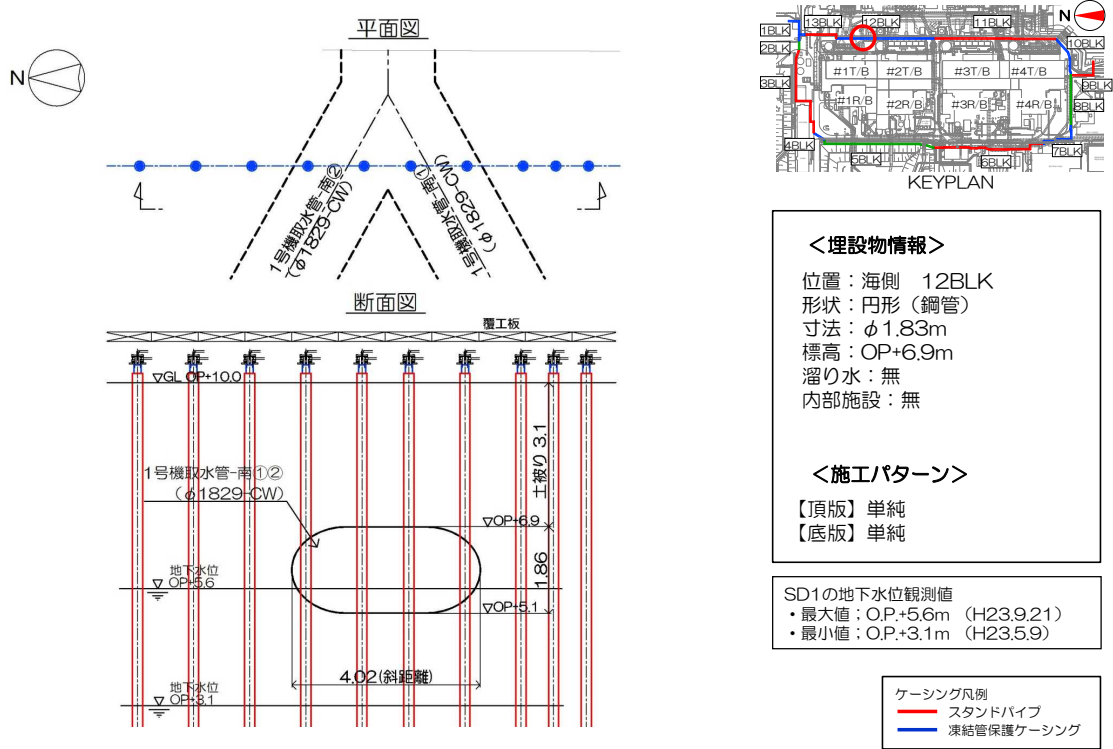 平面図
N
1号機取水管-南②
(φ1829-CW)
1号機取水管-南①
(φ1829-CW)
断面図
覆工板
▽GL OP+10.0
土被り 3.1
1号機取水管-南①②
(φ1829-CW)
▽OP+6.9
1.86
地下水位
▽ OP+5.6
▽OP+5.1
4.02(斜距離)
地下水位
▽ OP+3.1
N
1BLK
13BLK
12BLK
11BLK
2BLK
10BLK
3BLK
#1T/B
#2T/B
#3T/B
#4T/B
9BLK
#1R/B
#2R/B
#3R/B
#4R/B
8BLK
4BLK
5BLK
6BLK
7BLK
KEYPLAN
<埋設物情報>
位置：海側　12BLK
形状：円形（鋼管）
寸法：φ1.83m
標高：OP+6.9m
溜り水：無
内部施設：無
<施工パターン>
【頂版】単純
【底版】単純
SD1の地下水位観測値
・最大値；O.P.+5.6m （H23.9.21）
・最小値；O.P.+3.1m （H23.5.9）
ケーシング凡例
スタンドパイプ
凍結管保護ケーシング